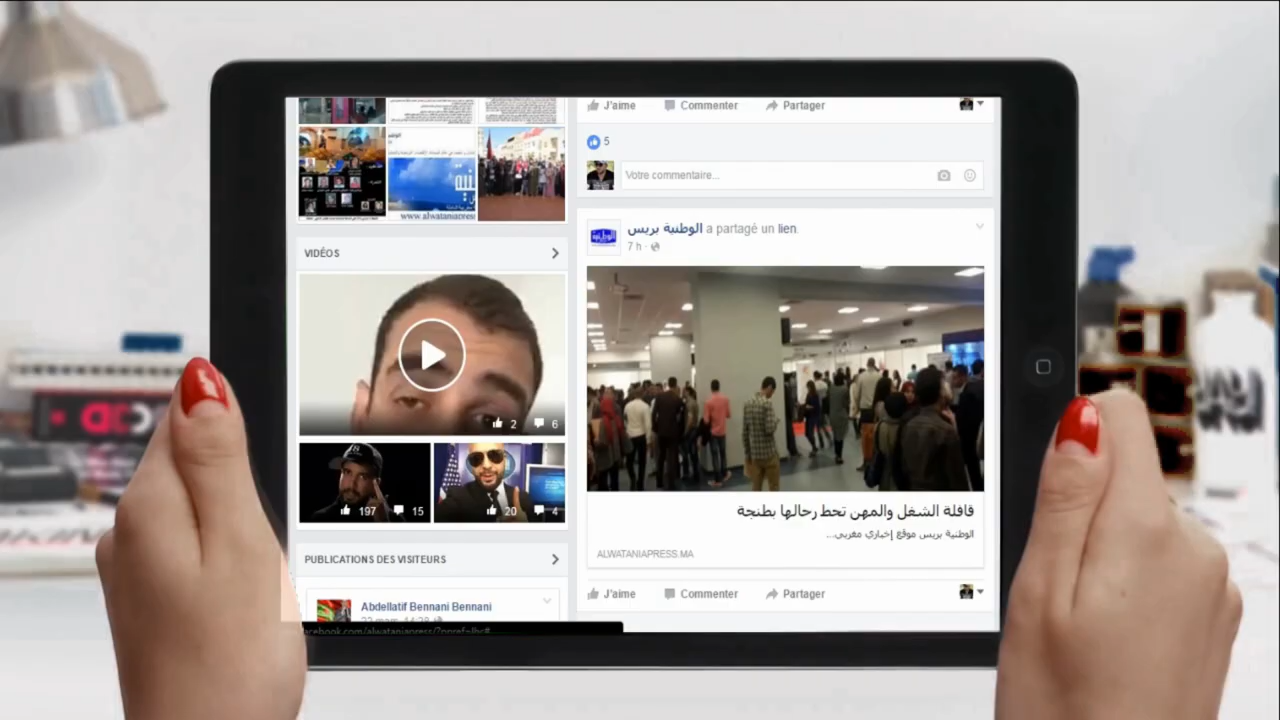 www.alwataniapress
VIDÉOS
2
6
197
15
20
4
PUBLICATIONS DES VISITEURS
Abdellatif Bennani Bennani
J'aime
Commenter
Partager
5
Votre commentaire...
الوطنية بريس a partagé un lien.
7 h
قافلة الشغل والمهن تحط رحالها بطنجة
الوطنية بريس موقع إخباري مغربي...
ALWATANIAPRESS.MA
J'aime
Commenter
Partager